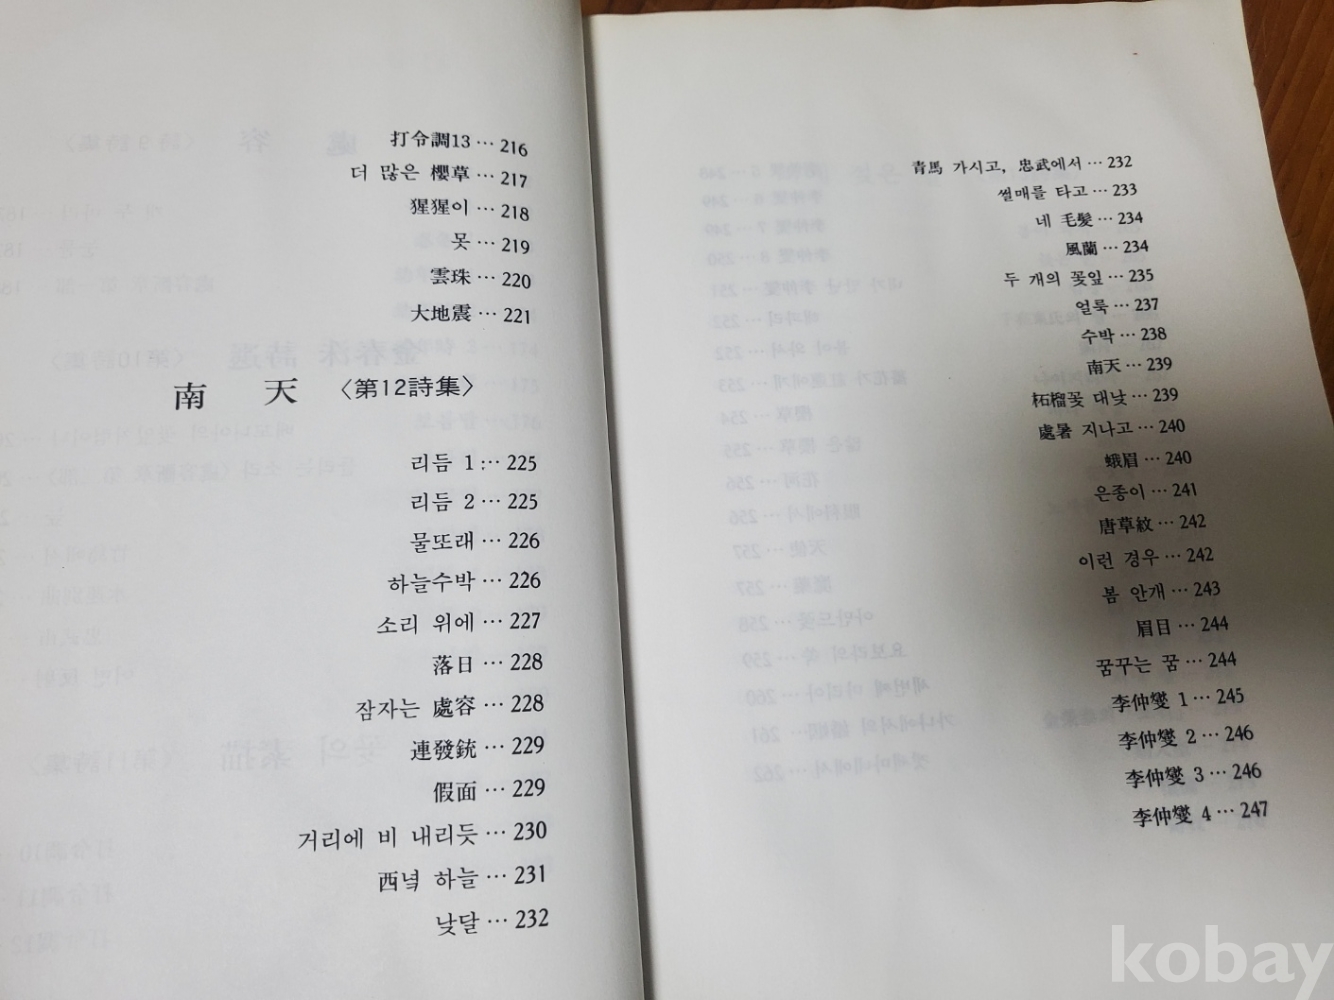 打令調13 … 216
더 많은 櫻草 … 217
猩猩이 … 218
못 … 219
雲珠 … 220
大地震 … 221
南 天 〈第12詩集〉
리듬 1 … 225
리듬 2 … 225
물또래 … 226
하늘수박 … 226
소리 위에 … 227
落日 … 228
잠자는 處容 … 228
連發銃 … 229
假面 … 229
거리에 비 내리듯 … 230
西녘 하늘 … 231
낮달 … 232
青馬 가시고, 忠武에서 … 232
썰매를 타고 … 233
네 毛髮 … 234
風蘭 … 234
두 개의 꽃잎 … 235
얼룩 … 237
수박 … 238
南天 … 239
柘榴꽃 대낮 … 239
處暑 지나고 … 240
蛾眉 … 240
은종이 … 241
唐草紋 … 242
이런 경우 … 242
봄 안개 … 243
眉目 … 244
꿈꾸는 꿈 … 244
李仲燮 1 … 245
李仲燮 2 … 246
李仲燮 3 … 246
李仲燮 4 … 247
kobay